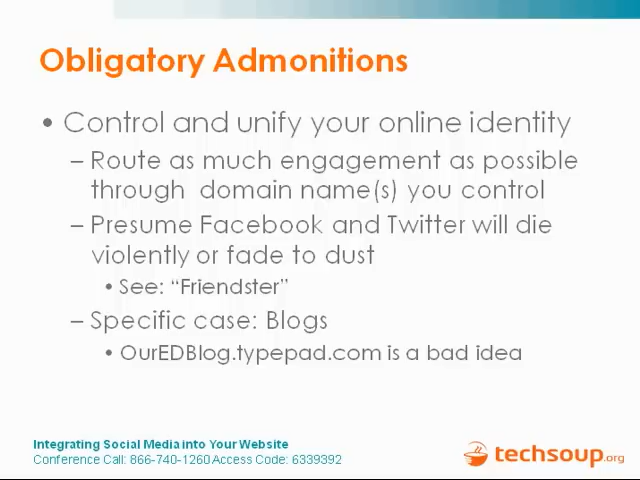 Obligatory Admonitions
• Control and unify your online identity
– Route as much engagement as possible
through domain name(s) you control
– Presume Facebook and Twitter will die
violently or fade to dust
• See: “Friendster”
– Specific case: Blogs
• OurEDBlog.typepad.com is a bad idea
Integrating Social Media into Your Website
Conference Call: 866-740-1260 Access Code: 6339392
techsoup.org